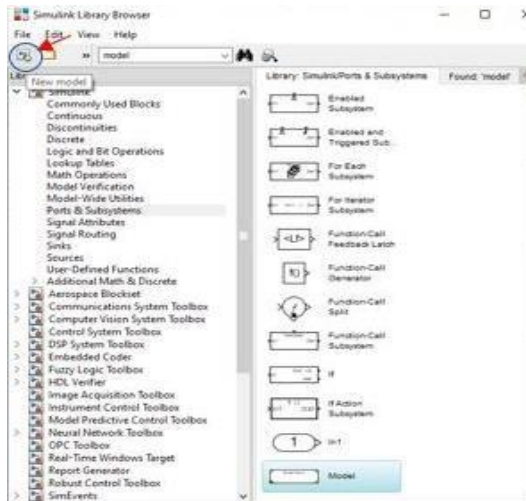 Simulink Library Browser
File Edit View Help
» model
New model
Library: Simulink/Ports & Subsystems Found: 'model'
Simulink
Commonly Used Blocks
Continuous
Discontinuities
Discrete
Logic and Bit Operations
Lookup Tables
Math Operations
Model Verification
Model-Wide Utilities
Ports & Subsystems
Signal Attributes
Signal Routing
Sinks
Sources
User-Defined Functions
Additional Math & Discrete
Aerospace Blockset
Communications System Toolbox
Computer Vision System Toolbox
Control System Toolbox
DSP System Toolbox
Embedded Coder
Fuzzy Logic Toolbox
HDL Verifier
Image Acquisition Toolbox
Instrument Control Toolbox
Model Predictive Control Toolbox
Neural Network Toolbox
OPC Toolbox
Real-Time Windows Target
Report Generator
Robust Control Toolbox
SimEvents
Enabled
Subsystem
Enabled and
Triggered Sub...
For Each
Subsystem
For Iterator
Subsystem
Function-Call
Feedback Latch
Function-Call
Generator
Function-Call
Split
Function-Call
Subsystem
If
If Action
Subsystem
1 In1
Model